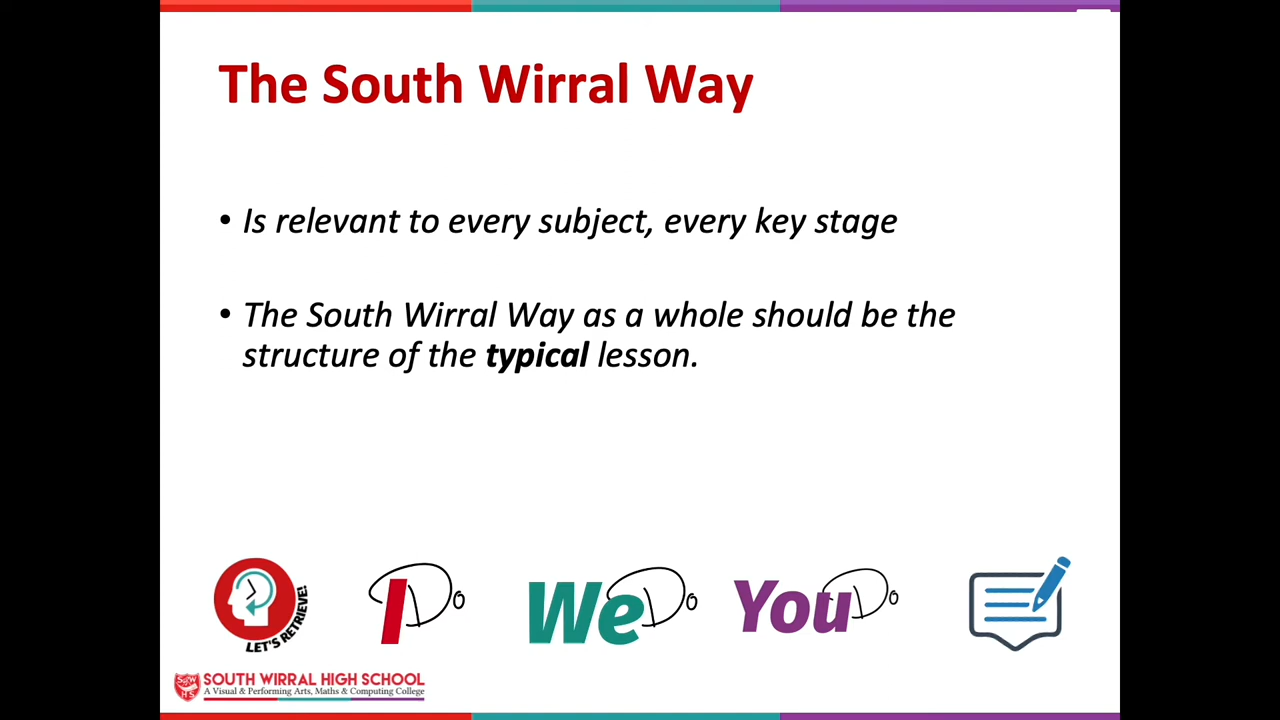 The South Wirral Way
• Is relevant to every subject, every key stage
• The South Wirral Way as a whole should be the
structure of the typical lesson.
LET'S RETRIEVE!
I Do
We Do
You Do
SOUTH WIRRAL HIGH SCHOOL
A Visual & Performing Arts, Maths & Computing College